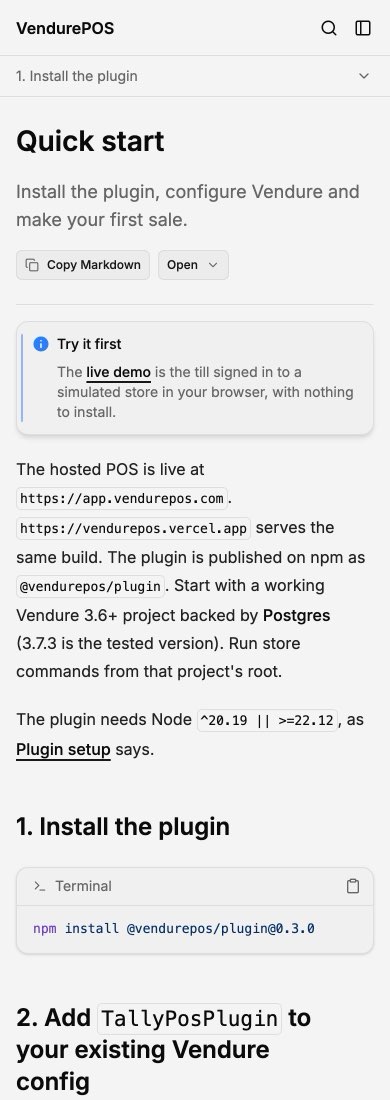 VendurePOS
1. Install the plugin
Quick start
Install the plugin, configure Vendure and
make your first sale.
Copy Markdown
Open
Try it first
The live demo is the till signed in to a
simulated store in your browser, with nothing
to install.
The hosted POS is live at
https://app.vendurepos.com.
https://vendurepos.vercel.app serves the
same build. The plugin is published on npm as
@vendurepos/plugin. Start with a working
Vendure 3.6+ project backed by Postgres
(3.7.3 is the tested version). Run store
commands from that project's root.
The plugin needs Node ^20.19 || >=22.12, as
Plugin setup says.
1. Install the plugin
Terminal
npm install @vendurepos/plugin@0.3.0
2. Add TallyPosPlugin to
your existing Vendure
config